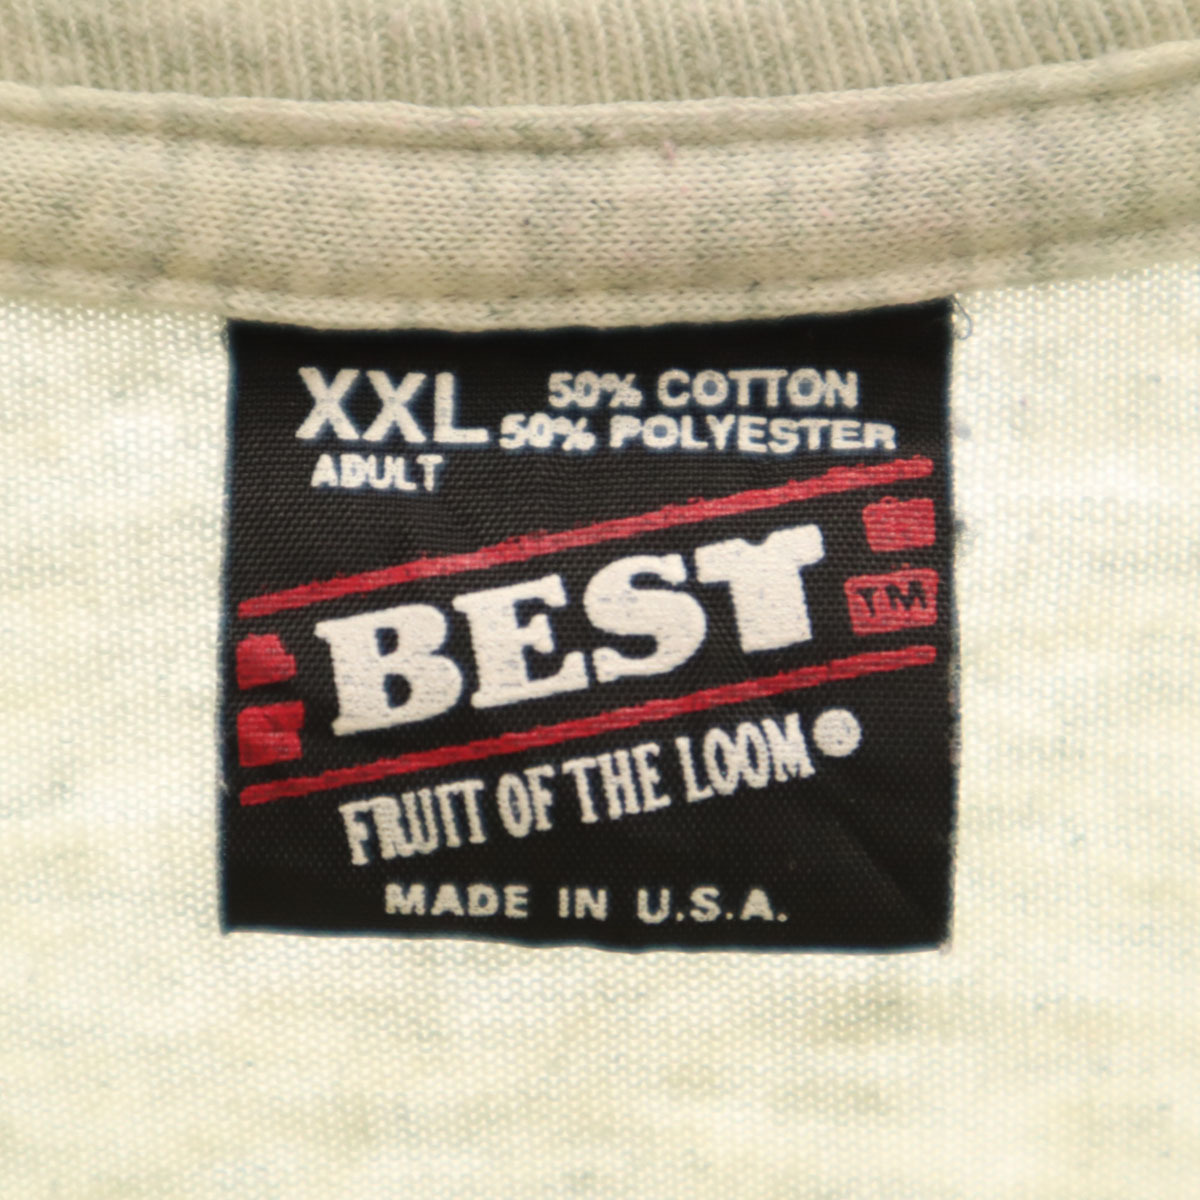 XXL 50% COTTON
50% POLYESTER
ADULT
BEST TM
FRUIT OF THE LOOM®
MADE IN U.S.A.